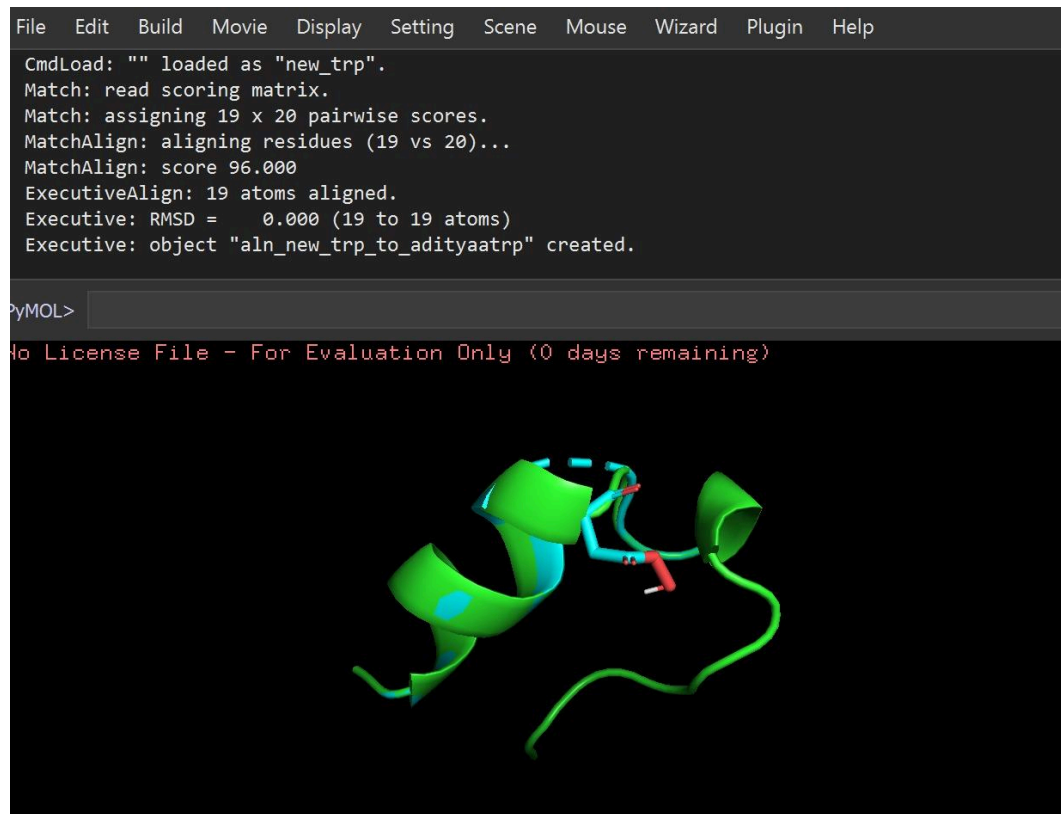 File Edit Build Movie Display Setting Scene Mouse Wizard Plugin Help
CmdLoad: "" loaded as "new_trp".
Match: read scoring matrix.
Match: assigning 19 x 20 pairwise scores.
MatchAlign: aligning residues (19 vs 20)...
MatchAlign: score 96.000
ExecutiveAlign: 19 atoms aligned.
Executive: RMSD =    0.000 (19 to 19 atoms)
Executive: object "aln_new_trp_to_adityaatrp" created.
PyMOL>
No License File - For Evaluation Only (0 days remaining)